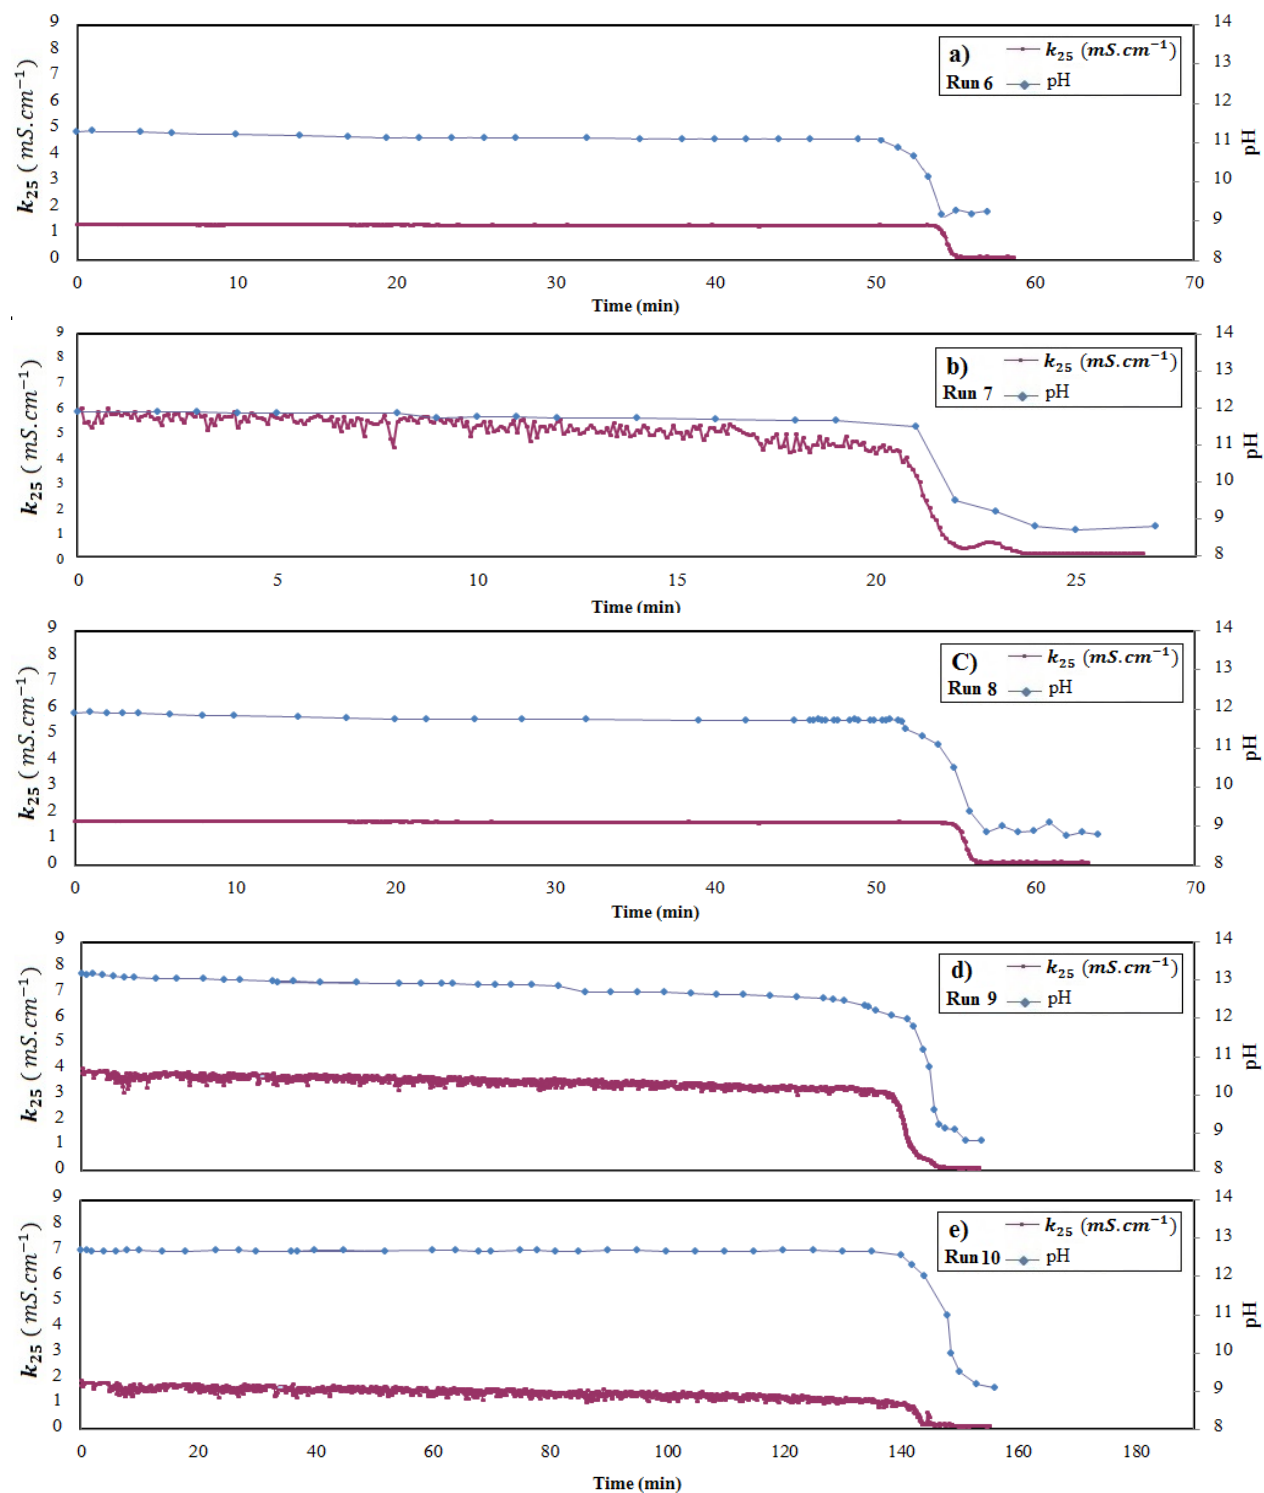 9 14
8 13
7 12
6 11
5 10
4 9
3 8
2
1
0
k25 ( mS.cm−1)
pH
a) k25 (mS.cm−1)
Run 6 pH
0 10 20 30 40 50 60 70
Time (min)
9 14
8 13
7 12
6 11
5 10
4 9
3 8
2
1
0
k25 ( mS.cm−1)
pH
b) k25 (mS.cm−1)
Run 7 pH
0 5 10 15 20 25
Time (min)
9 14
8 13
7 12
6 11
5 10
4 9
3 8
2
1
0
k25 ( mS.cm−1)
pH
C) k25 (mS.cm−1)
Run 8 pH
0 10 20 30 40 50 60 70
Time (min)
9 14
8 13
7 12
6 11
5 10
4 9
3 8
2
1
0
k25 ( mS.cm−1)
pH
d) k25 (mS.cm−1)
Run 9 pH
9 14
8 13
7 12
6 11
5 10
4 9
3 8
2
1
0
k25 ( mS.cm−1)
pH
e) k25 (mS.cm−1)
Run 10 pH
0 20 40 60 80 100 120 140 160 180
Time (min)